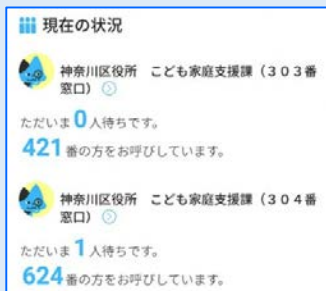 現在の状況
神奈川区役所 こども家庭支援課（３０３番
窓口）
ただいま0人待ちです。
421番の方をお呼びしています。
神奈川区役所 こども家庭支援課（３０４番
窓口）
ただいま1人待ちです。
624番の方をお呼びしています。